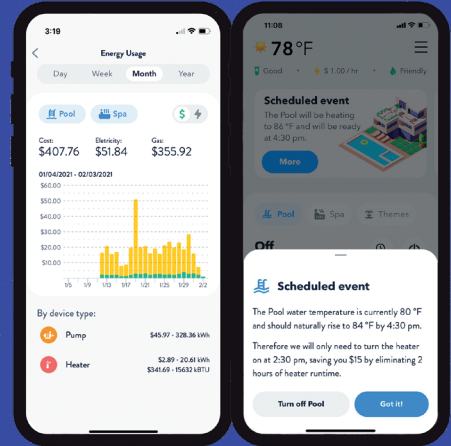 3:19
Energy Usage
Day Week Month Year
Pool Spa $
Cost: Eletricity: Gas:
$407.76 $51.84 $355.92
01/04/2021 - 02/03/2021
$60.00
$50.00
$40.00
$30.00
$20.00
$10.00
1/5 1/9 1/13 1/17 1/21 1/25 1/29 2/2
By device type:
Pump $45.97 - 328.36 kWh
Heater $2.89 - 20.61 kWh
$341.69 - 15632 kBTU
11:08
78 °F
Good $ 1.00 / hr Friendly
Scheduled event
The Pool will be heating
to 86 °F and will be ready
at 4:30 pm.
More
Pool Spa Themes
Off
Scheduled event
The Pool water temperature is currently 80 °F
and should naturally rise to 84 °F by 4:30 pm.
Therefore we will only need to turn the heater
on at 2:30 pm, saving you $15 by eliminating 2
hours of heater runtime.
Turn off Pool Got it!